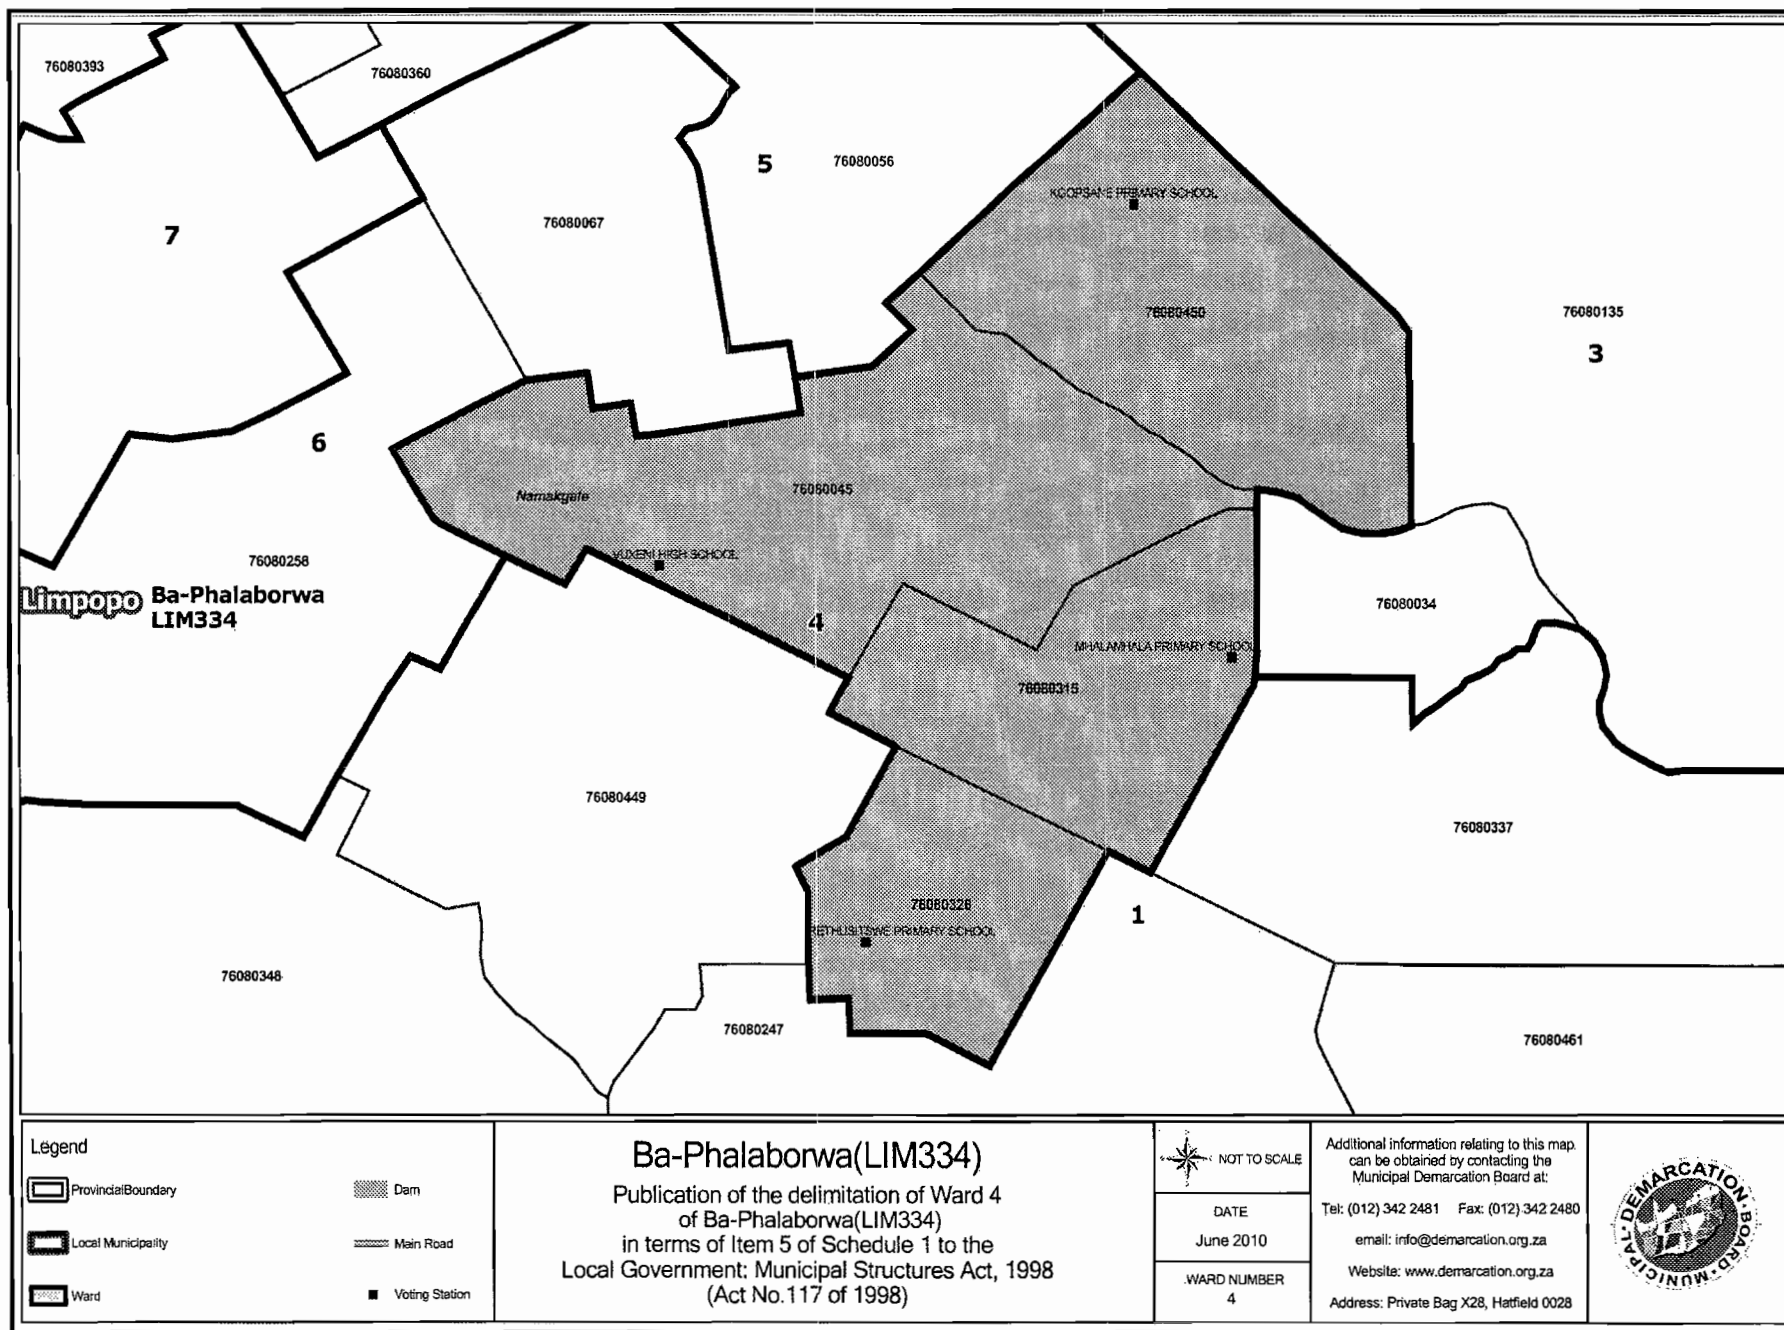 76080393
76080360
5
76080056
KGOPSANE PRIMARY SCHOOL
7
76080067
76080450
76080135
3
6
76080045
Namakgale
VUXENI HIGH SCHOOL
76080258
Limpopo
Ba-Phalaborwa
LIM334
4
76080034
MHALAMHALA PRIMARY SCHOOL
76080315
76080449
76080337
76080326
1
RETHUSITSWE PRIMARY SCHOOL
76080348
76080247
76080461
Legend
ProvincialBoundary
Dam
Local Municipality
Main Road
Ward
Voting Station
Ba-Phalaborwa(LIM334)
Publication of the delimitation of Ward 4
of Ba-Phalaborwa(LIM334)
in terms of Item 5 of Schedule 1 to the
Local Government: Municipal Structures Act, 1998
(Act No.117 of 1998)
NOT TO SCALE
DATE
June 2010
WARD NUMBER
4
Additional information relating to this map
can be obtained by contacting the
Municipal Demarcation Board at:
Tel: (012) 342 2481 Fax: (012) 342 2480
email: info@demarcation.org.za
Website: www.demarcation.org.za
Address: Private Bag X28, Hatfield 0028
MUNICIPAL DEMARCATION BOARD